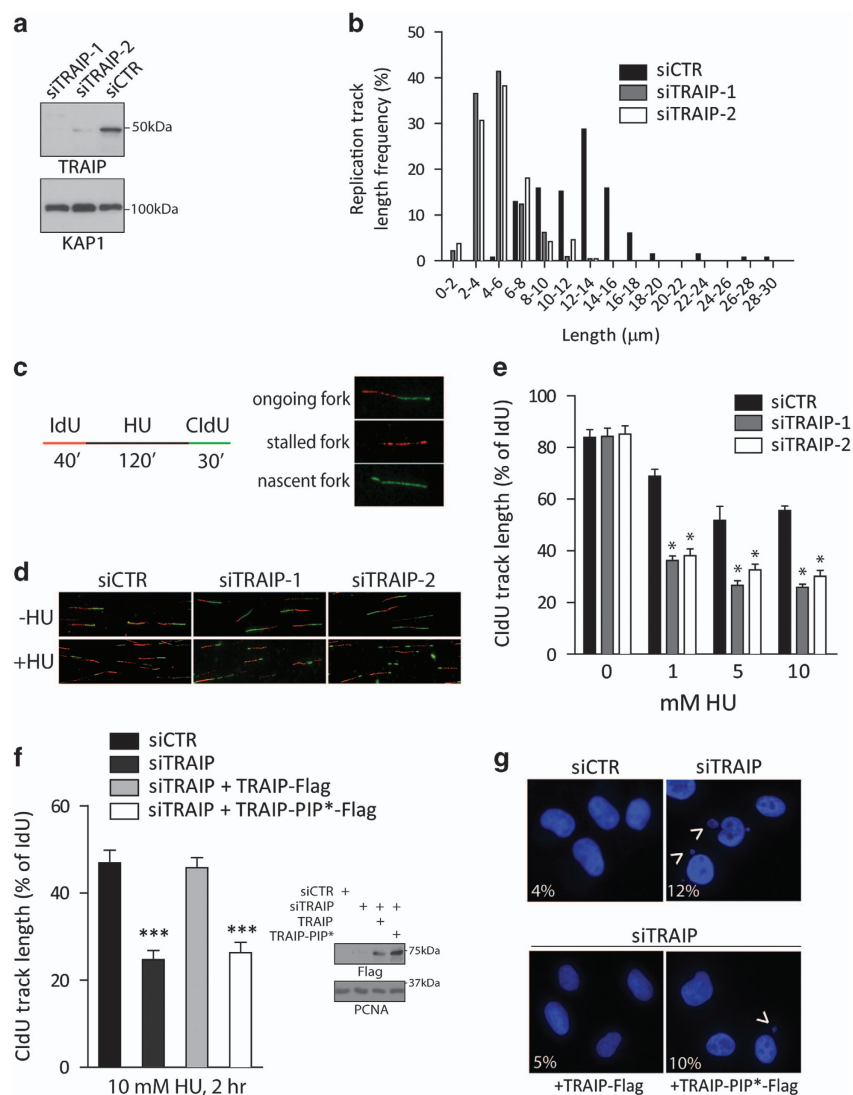 a
siTRAIP-1
siTRAIP-2
siCTR
50kDa
TRAIP
100kDa
KAP1
b
Replication track
length frequency (%)
50
40
30
20
10
0
siCTR
siTRAIP-1
siTRAIP-2
0-2
2-4
4-6
6-8
8-10
10-12
12-14
14-16
16-18
18-20
20-22
22-24
24-26
26-28
28-30
Length (μm)
c
IdU HU CldU
40′ 120′ 30′
ongoing fork
stalled fork
nascent fork
d
siCTR siTRAIP-1 siTRAIP-2
-HU
+HU
e
CldU track length (% of IdU)
100
80
60
40
20
0
siCTR
siTRAIP-1
siTRAIP-2
* *
* *
* *
0 1 5 10
mM HU
f
siCTR
siTRAIP
siTRAIP + TRAIP-Flag
siTRAIP + TRAIP-PIP*-Flag
CldU track length (% of IdU)
60
40
20
0
*** ***
10 mM HU, 2 hr
siCTR +
siTRAIP + + +
TRAIP +
TRAIP-PIP* +
75kDa
Flag
37kDa
PCNA
g
siCTR siTRAIP
4% 12%
siTRAIP
5% 10%
+TRAIP-Flag +TRAIP-PIP*-Flag